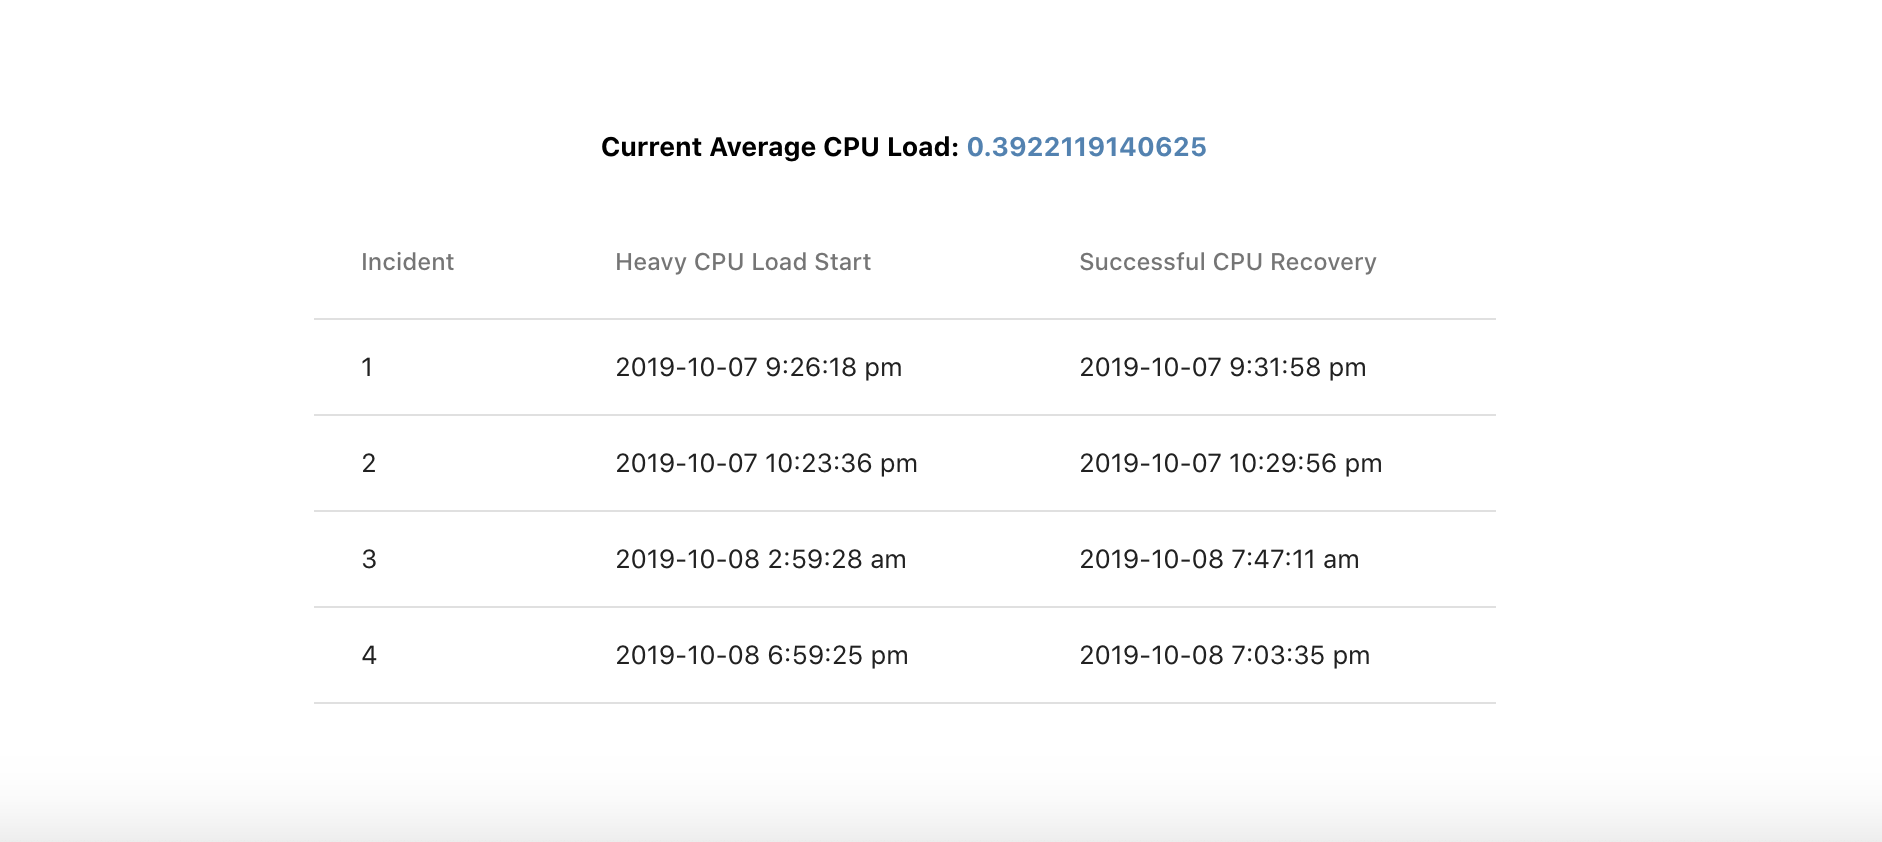 Current Average CPU Load: 0.3922119140625
Incident Heavy CPU Load Start Successful CPU Recovery
1 2019-10-07 9:26:18 pm 2019-10-07 9:31:58 pm
2 2019-10-07 10:23:36 pm 2019-10-07 10:29:56 pm
3 2019-10-08 2:59:28 am 2019-10-08 7:47:11 am
4 2019-10-08 6:59:25 pm 2019-10-08 7:03:35 pm